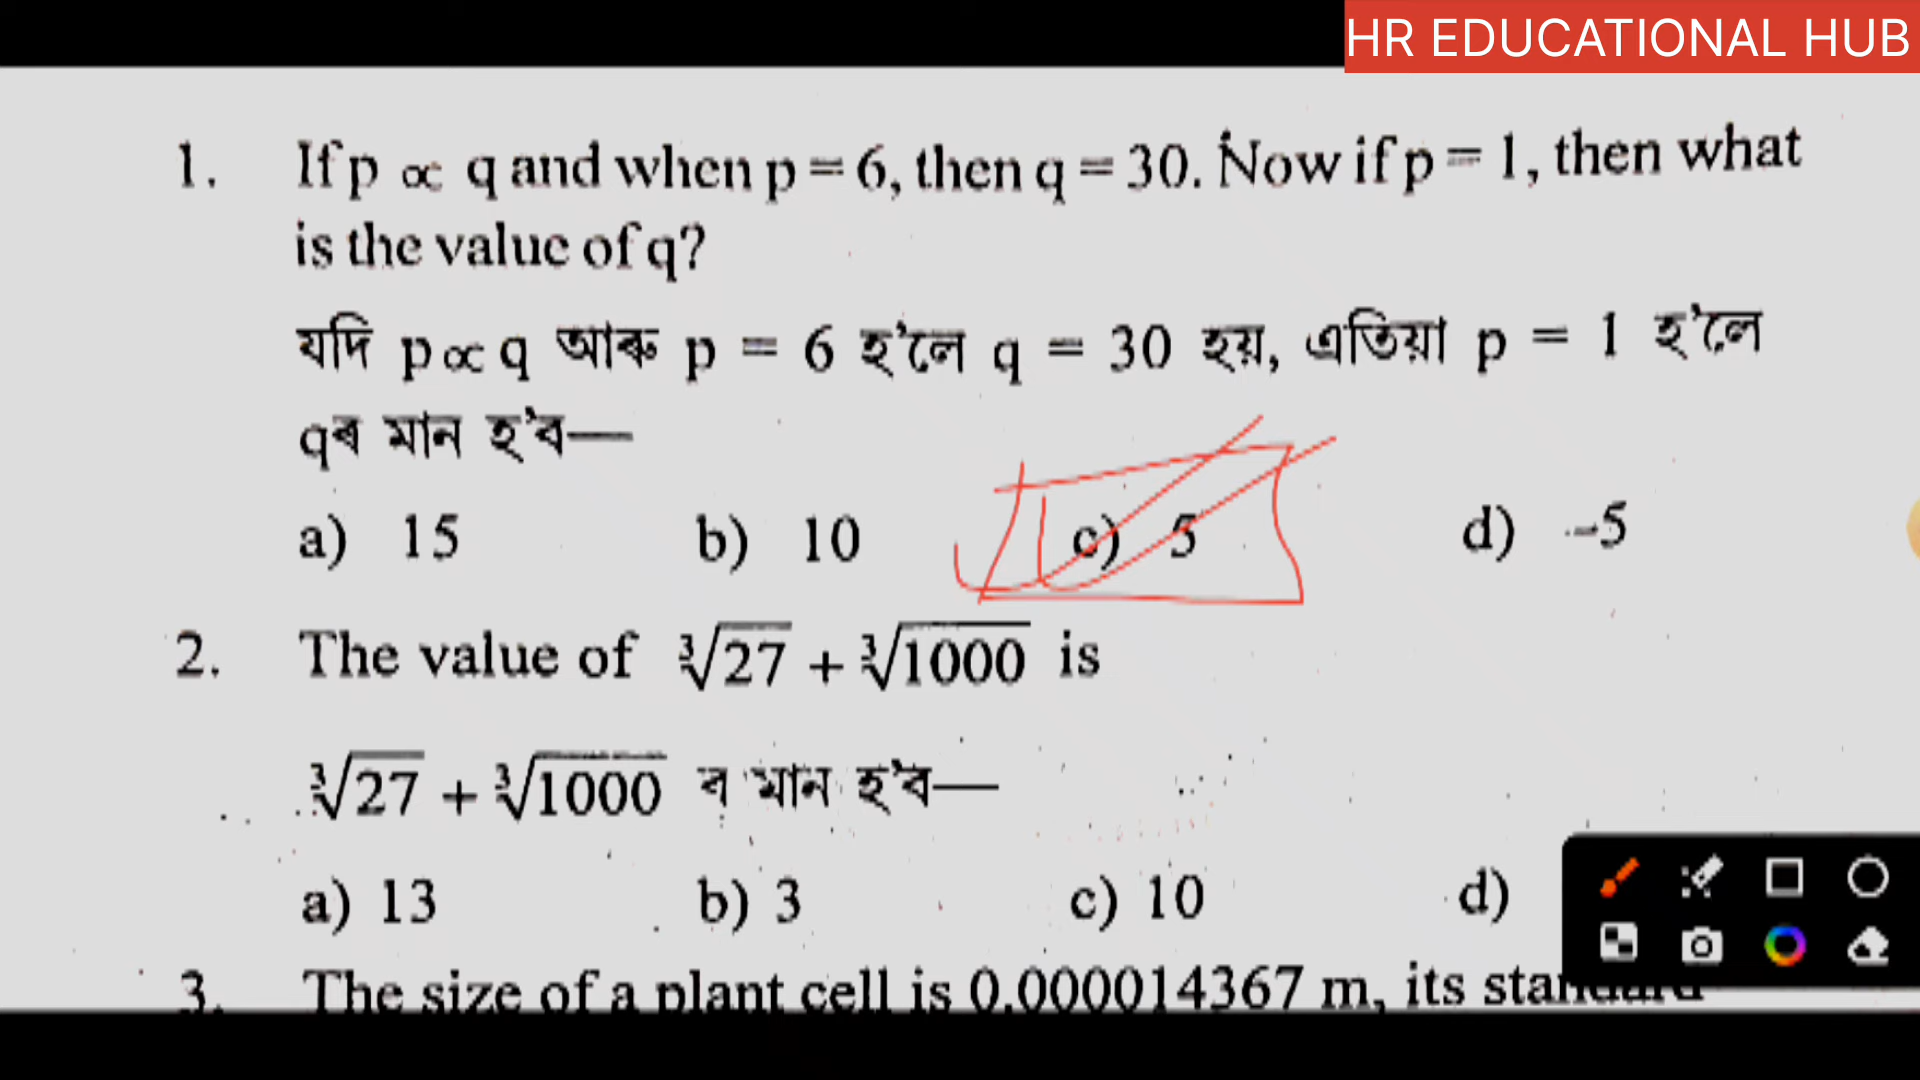 HR EDUCATIONAL HUB
1. If p ∝ q and when p = 6, then q = 30. Now if p = 1, then what
is the value of q?
যদি p ∝ q আৰু p = 6 হ'লে q = 30 হয়, এতিয়া p = 1 হ'লে
qৰ মান হ'ব—
a) 15 b) 10 c) 5 d) -5
2. The value of ∛27 + ∛1000 is
∛27 + ∛1000 ৰ মান হ'ব—
a) 13 b) 3 c) 10 d)
3. The size of a plant cell is 0.000014367 m, its standard